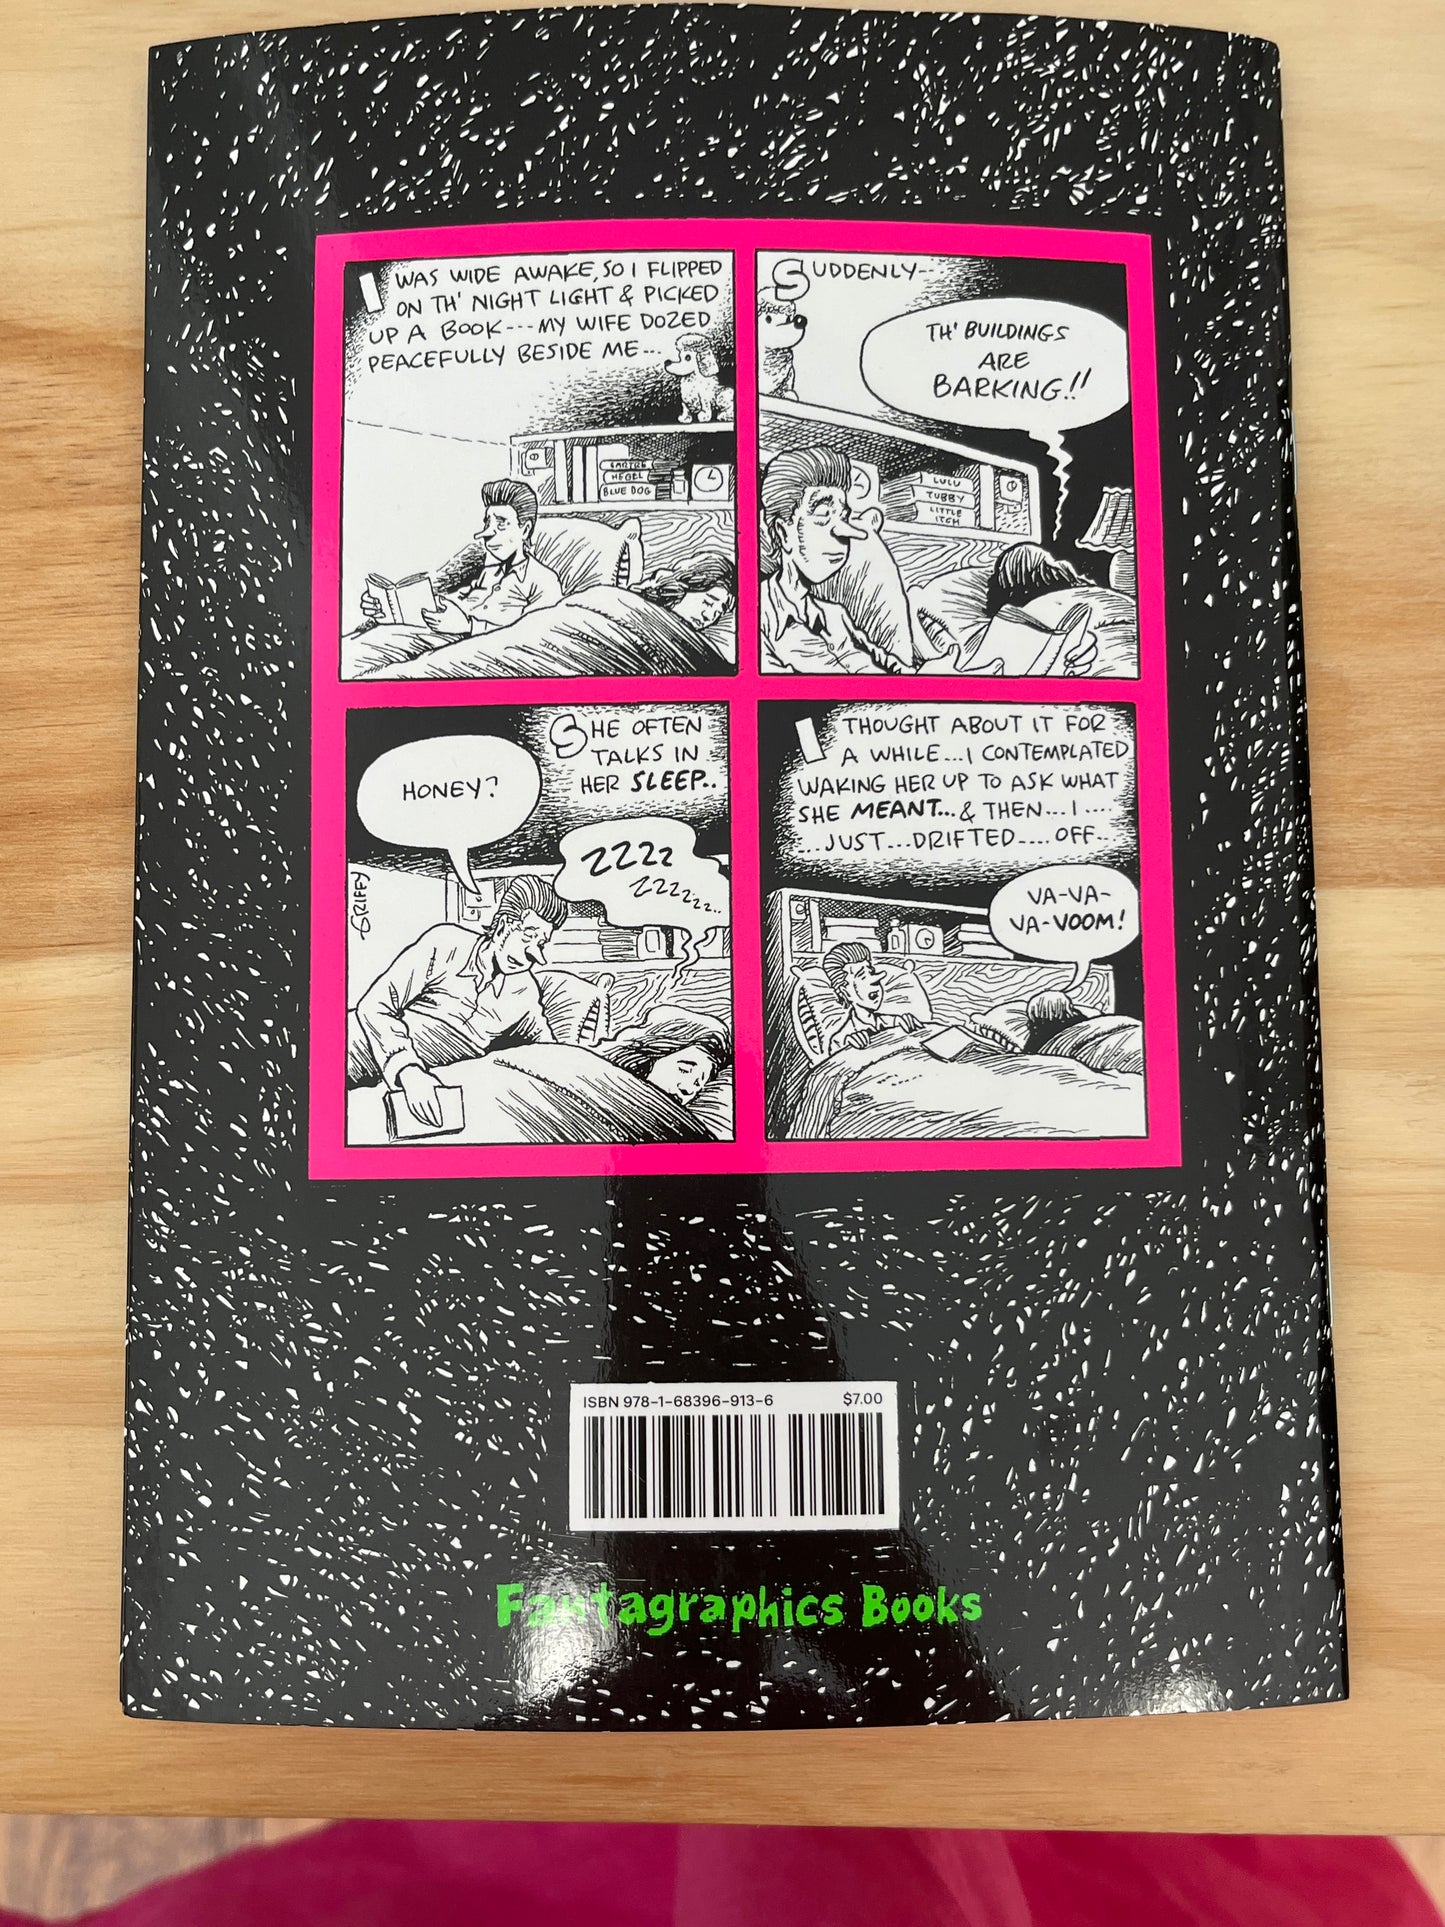 I WAS WIDE AWAKE, SO I FLIPPED
ON TH' NIGHT LIGHT & PICKED
UP A BOOK --- MY WIFE DOZED
PEACEFULLY BESIDE ME...
SARTRE
HEGEL
BLUE DOG
SUDDENLY--
TH' BUILDINGS
ARE
BARKING!!
LULU
TUBBY
LITTLE
ITCH
HONEY?
SHE OFTEN
TALKS IN
HER SLEEP..
ZZZZ
ZZZZZZ..
GRIFFY
I THOUGHT ABOUT IT FOR
A WHILE...I CONTEMPLATED
WAKING HER UP TO ASK WHAT
SHE MEANT...& THEN...I....
...JUST...DRIFTED....OFF...
VA-VA-
VA-VOOM!
ISBN 978-1-68396-913-6 $7.00
Fantagraphics Books